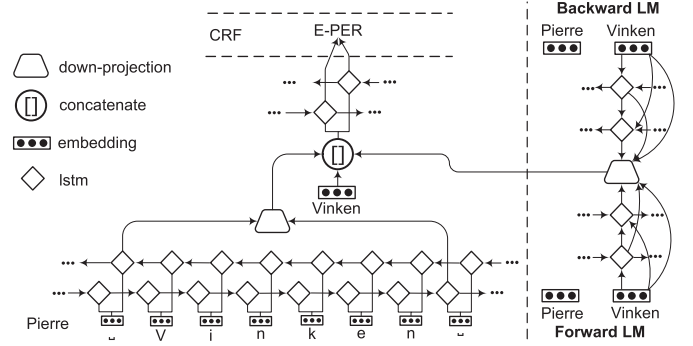 Backward LM
CRF
E-PER
Pierre
Vinken
down-projection
[]
concatenate
[]
embedding
lstm
Vinken
Pierre
␣ V i n k e n ␣
Pierre
Vinken
Forward LM